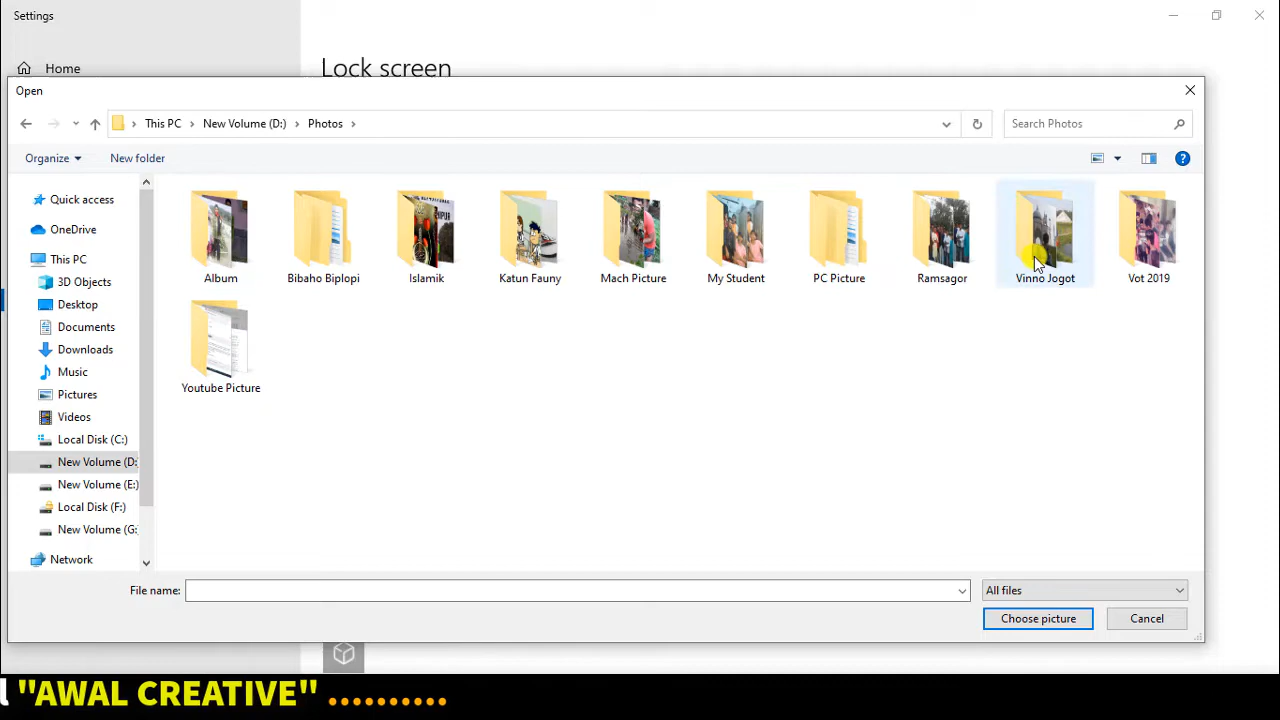 Settings
Home
Lock screen
Open
This PC
New Volume (D:)
Photos
Search Photos
Organize
New folder
Quick access
OneDrive
This PC
3D Objects
Desktop
Documents
Downloads
Music
Pictures
Videos
Local Disk (C:)
New Volume (D:
New Volume (E:)
Local Disk (F:)
New Volume (G:
Network
Album
Bibaho Biplopi
Islamik
Katun Fauny
Mach Picture
My Student
PC Picture
Ramsagor
Vinno Jogot
Vot 2019
Youtube Picture
File name:
All files
Choose picture
Cancel
"AWAL CREATIVE" ..........